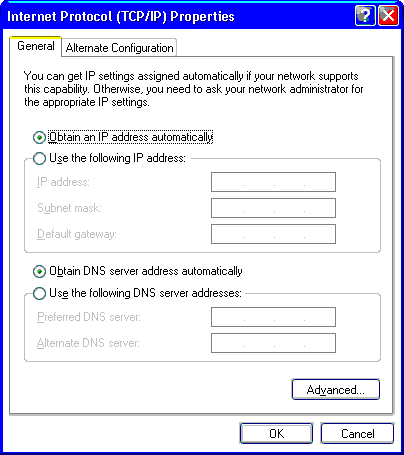 Internet Protocol (TCP/IP) Properties
General
Alternate Configuration
You can get IP settings assigned automatically if your network supports
this capability. Otherwise, you need to ask your network administrator for
the appropriate IP settings.
Obtain an IP address automatically
Use the following IP address:
IP address:
Subnet mask:
Default gateway:
Obtain DNS server address automatically
Use the following DNS server addresses:
Preferred DNS server:
Alternate DNS server:
Advanced...
OK
Cancel